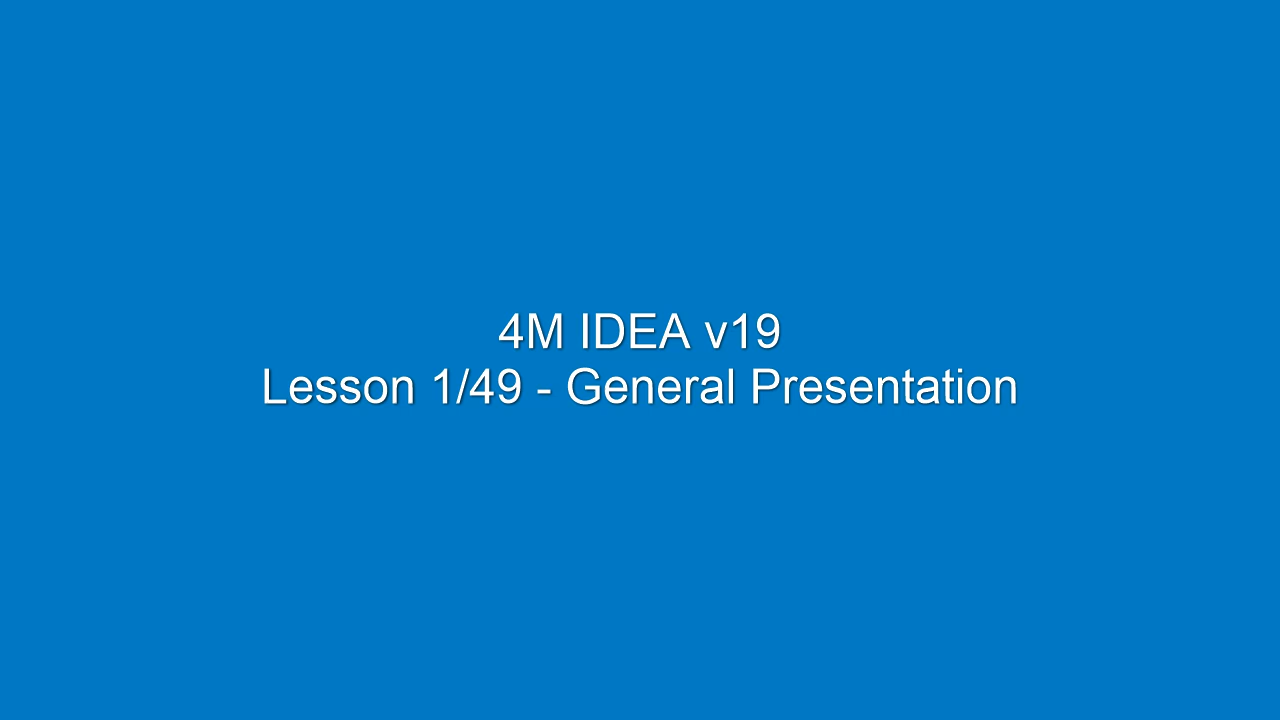 4M IDEA v19
Lesson 1/49 - General Presentation